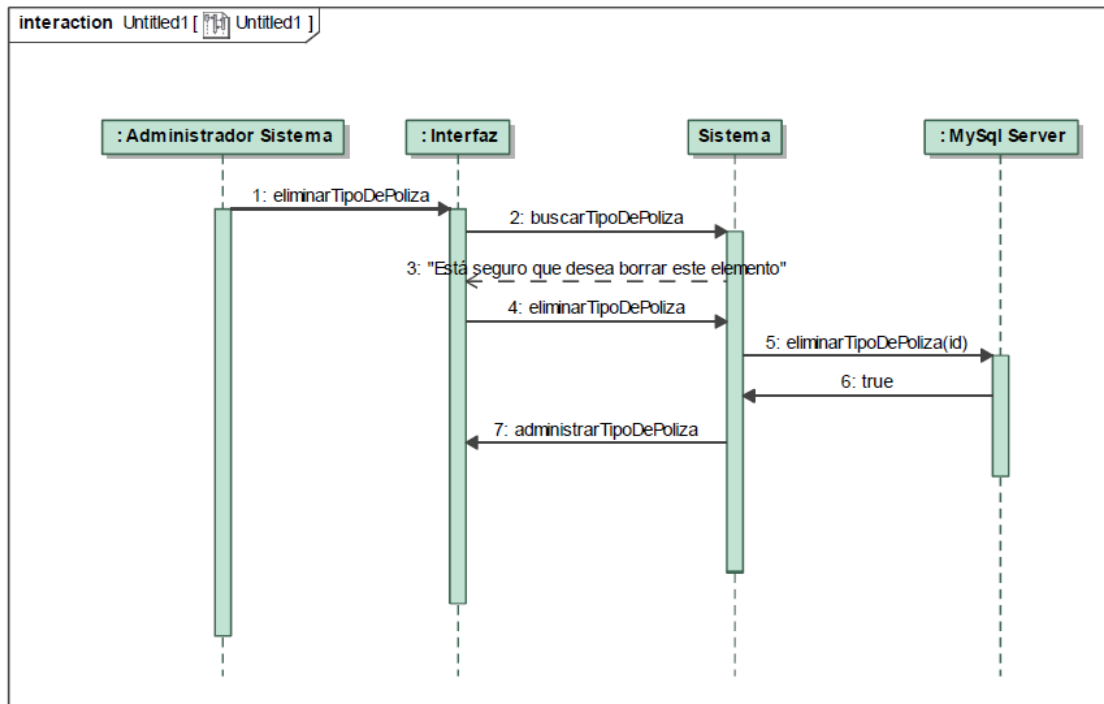 interaction Untitled1 [ Untitled1 ]
: Administrador Sistema
: Interfaz
Sistema
: MySql Server
1: eliminarTipoDePoliza
2: buscarTipoDePoliza
3: "Está seguro que desea borrar este elemento"
4: eliminarTipoDePoliza
5: eliminarTipoDePoliza(id)
6: true
7: administrarTipoDePoliza